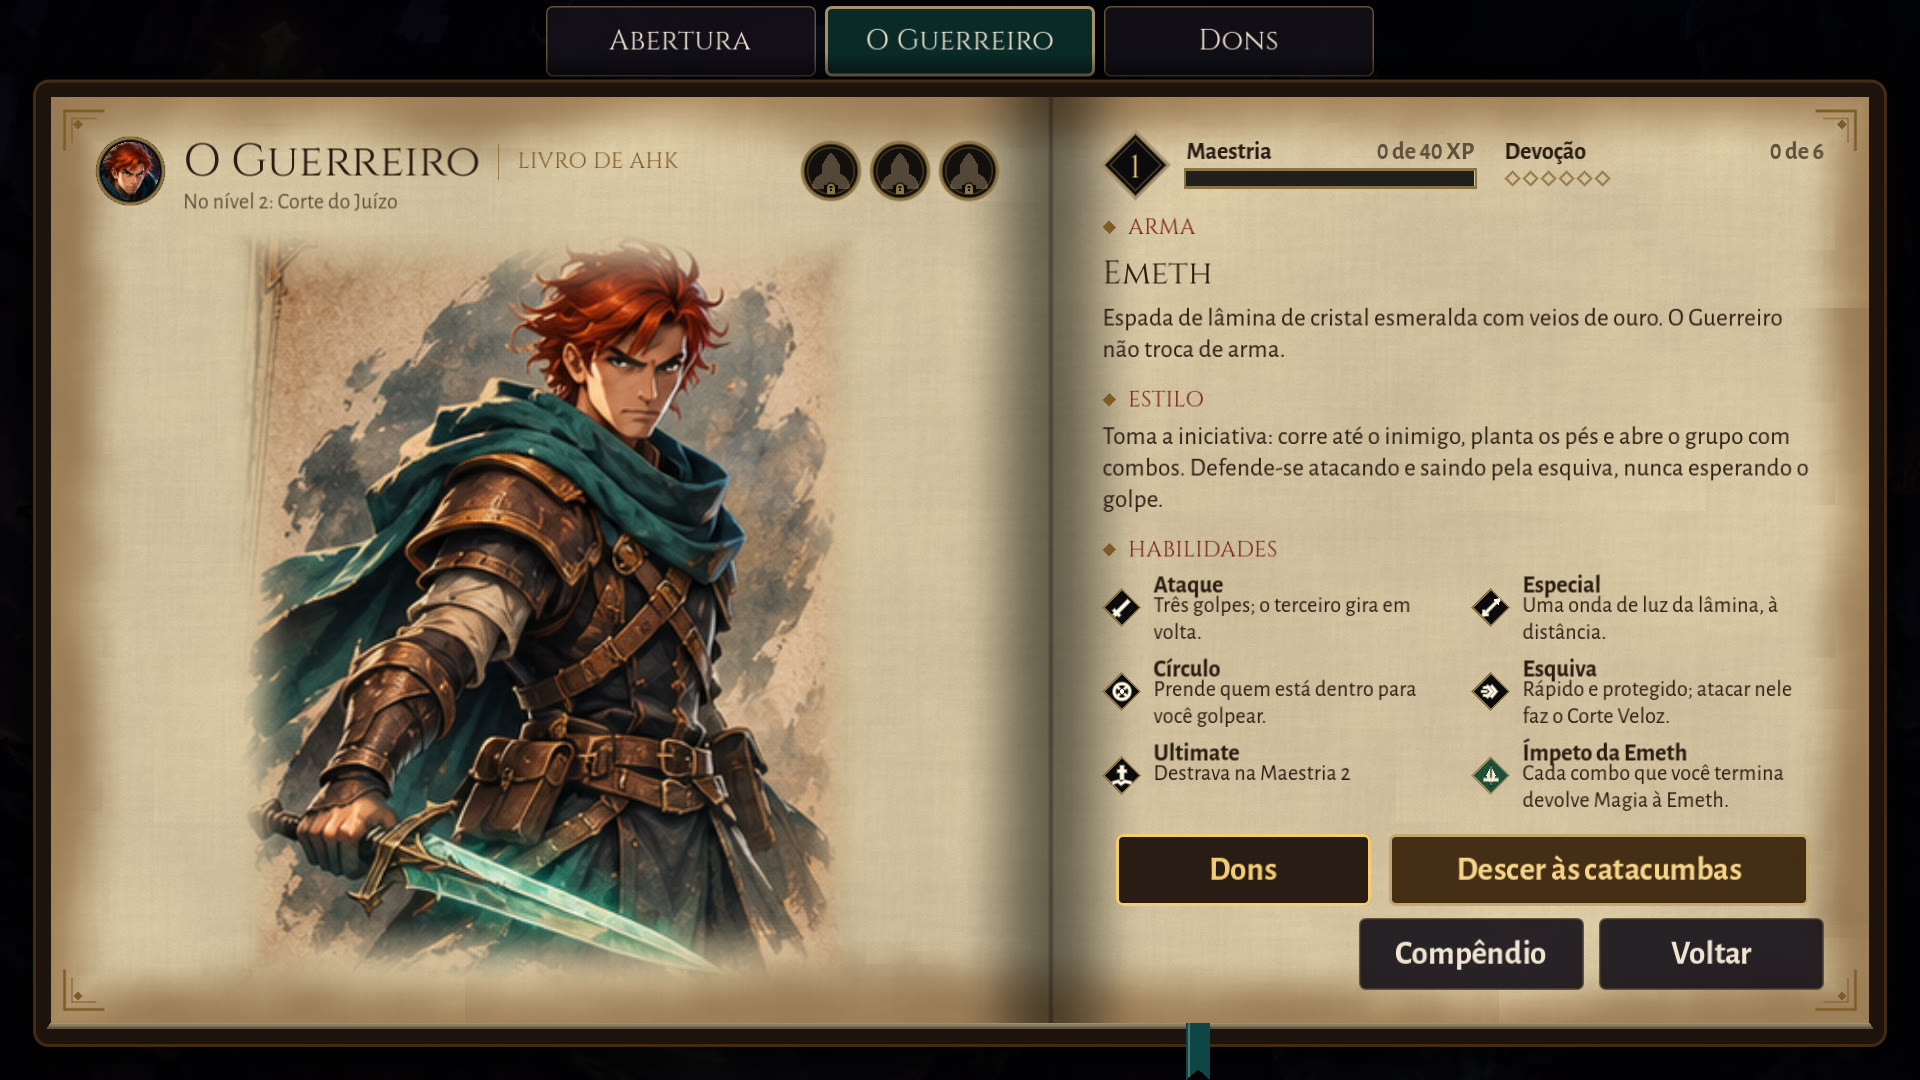 Abertura
O Guerreiro
Dons
O Guerreiro
LIVRO DE AHK
No nível 2: Corte do Juízo
1
Maestria
0 de 40 XP
Devoção
0 de 6
ARMA
Emeth
Espada de lâmina de cristal esmeralda com veios de ouro. O Guerreiro
não troca de arma.
ESTILO
Toma a iniciativa: corre até o inimigo, planta os pés e abre o grupo com
combos. Defende-se atacando e saindo pela esquiva, nunca esperando o
golpe.
HABILIDADES
Ataque
Três golpes; o terceiro gira em
volta.
Especial
Uma onda de luz da lâmina, à
distância.
Círculo
Prende quem está dentro para
você golpear.
Esquiva
Rápido e protegido; atacar nele
faz o Corte Veloz.
Ultimate
Destrava na Maestria 2
Ímpeto da Emeth
Cada combo que você termina
devolve Magia à Emeth.
Dons
Descer às catacumbas
Compêndio
Voltar